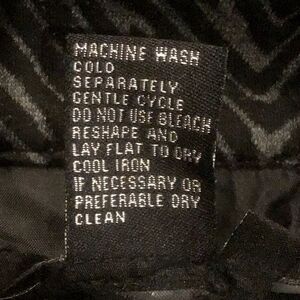 MACHINE WASH
COLD
SEPARATELY
GENTLE CYCLE
DO NOT USE BLEACH
RESHAPE AND
LAY FLAT TO DRY
COOL IRON
IF NECESSARY OR
PREFERABLE DRY
CLEAN